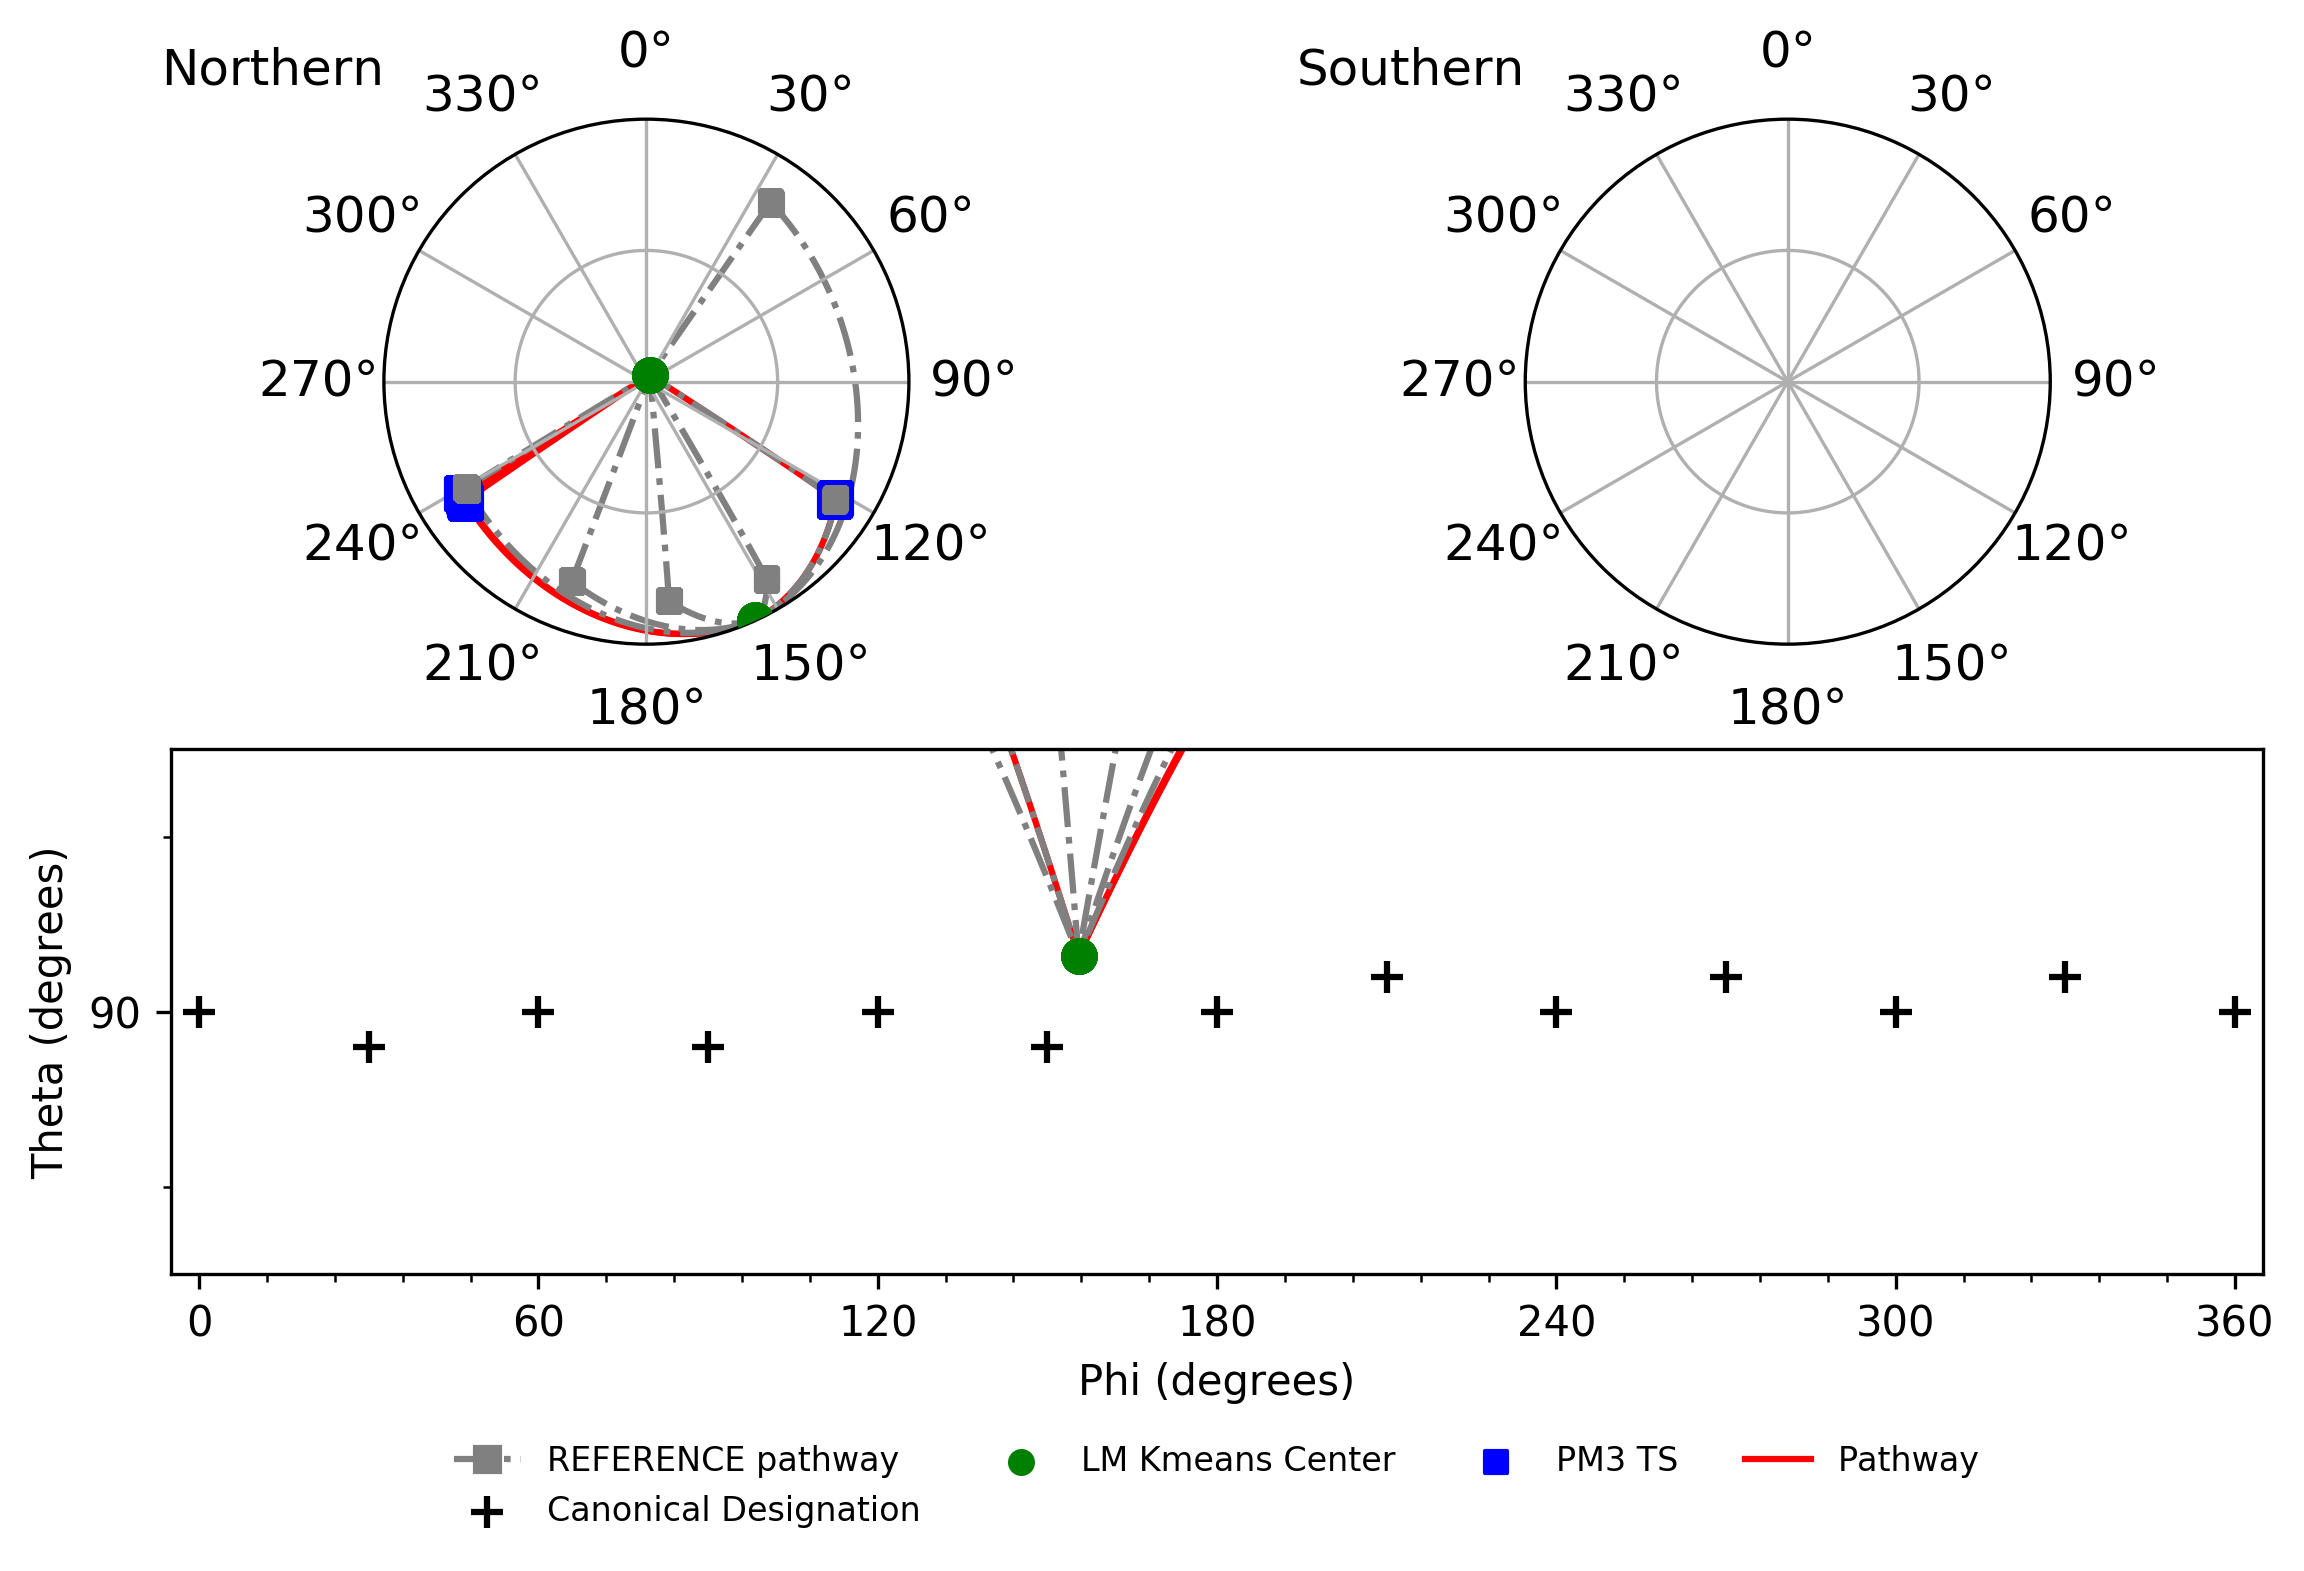 Northern
0°
330°
30°
300°
60°
270°
90°
240°
120°
210°
150°
180°
Southern
0°
330°
30°
300°
60°
270°
90°
240°
120°
210°
150°
180°
Theta (degrees)
90
0 60 120 180 240 300 360
Phi (degrees)
REFERENCE pathway
LM Kmeans Center
PM3 TS
Pathway
Canonical Designation